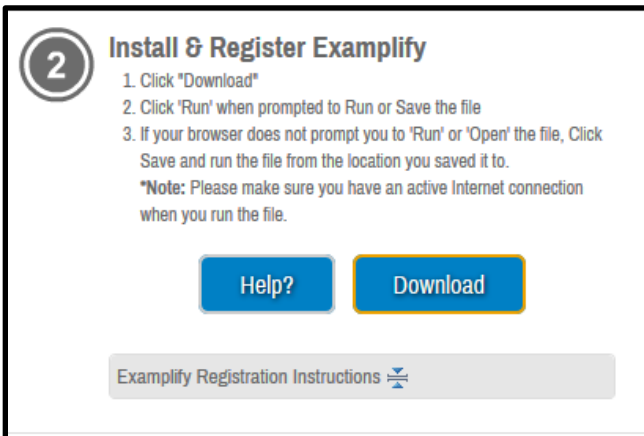 2
Install & Register Examplify
1. Click "Download"
2. Click 'Run' when prompted to Run or Save the file
3. If your browser does not prompt you to 'Run' or 'Open' the file, Click
Save and run the file from the location you saved it to.
*Note: Please make sure you have an active Internet connection
when you run the file.
Help? Download
Examplify Registration Instructions